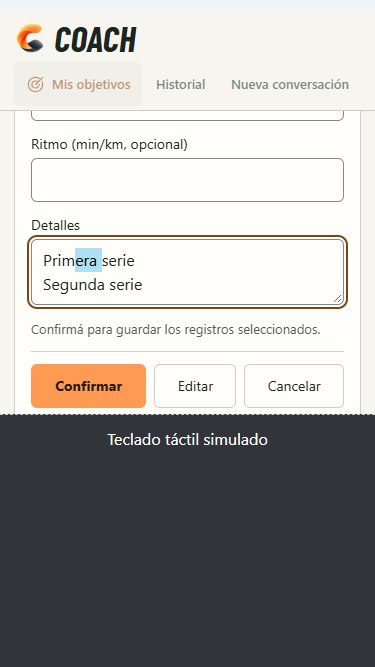 COACH
Mis objetivos
Historial
Nueva conversación
Ritmo (min/km, opcional)
Detalles
Primera serie
Segunda serie
Confirmá para guardar los registros seleccionados.
Confirmar
Editar
Cancelar
Teclado táctil simulado